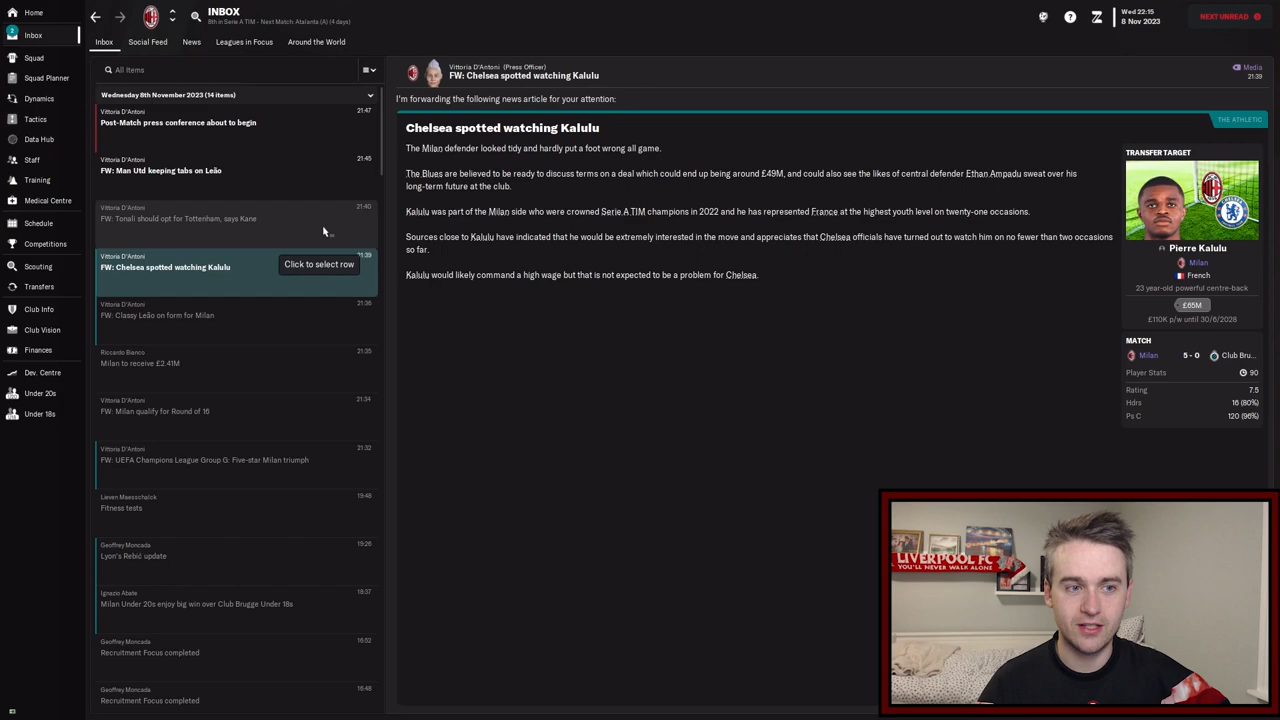 Home
2
Inbox
Squad
Squad Planner
Dynamics
Tactics
Data Hub
Staff
Training
Medical Centre
Schedule
Competitions
Scouting
Transfers
Club Info
Club Vision
Finances
Dev. Centre
Under 20s
Under 18s
INBOX
8th in Serie A TIM - Next Match: Atalanta (A) (4 days)
Wed 22:15
8 Nov 2023
NEXT UNREAD
Inbox
Social Feed
News
Leagues in Focus
Around the World
All Items
Wednesday 8th November 2023 (14 items)
Vittoria D'Antoni 21:47
Post-Match press conference about to begin
Vittoria D'Antoni 21:45
FW: Man Utd keeping tabs on Leão
Vittoria D'Antoni 21:40
FW: Tonali should opt for Tottenham, says Kane
Vittoria D'Antoni 21:39
FW: Chelsea spotted watching Kalulu
Click to select row
Vittoria D'Antoni 21:36
FW: Classy Leão on form for Milan
Riccardo Bianco 21:35
Milan to receive £2.41M
Vittoria D'Antoni 21:34
FW: Milan qualify for Round of 16
Vittoria D'Antoni 21:32
FW: UEFA Champions League Group G: Five-star Milan triumph
Lieven Maesschalck 19:48
Fitness tests
Geoffrey Moncada 19:26
Lyon's Rebić update
Ignazio Abate 18:37
Milan Under 20s enjoy big win over Club Brugge Under 18s
Geoffrey Moncada 16:52
Recruitment Focus completed
Geoffrey Moncada 16:48
Recruitment Focus completed
Vittoria D'Antoni (Press Officer)
FW: Chelsea spotted watching Kalulu
Media
21:39
I'm forwarding the following news article for your attention:
THE ATHLETIC
Chelsea spotted watching Kalulu
The Milan defender looked tidy and hardly put a foot wrong all game.
The Blues are believed to be ready to discuss terms on a deal which could end up being around £49M, and could also see the likes of central defender Ethan Ampadu sweat over his
long-term future at the club.
Kalulu was part of the Milan side who were crowned Serie A TIM champions in 2022 and he has represented France at the highest youth level on twenty-one occasions.
Sources close to Kalulu have indicated that he would be extremely interested in the move and appreciates that Chelsea officials have turned out to watch him on no fewer than two occasions
so far.
Kalulu would likely command a high wage but that is not expected to be a problem for Chelsea.
TRANSFER TARGET
Pierre Kalulu
Milan
French
23 year-old powerful centre-back
£65M
£110K p/w until 30/6/2028
MATCH
Milan 5 - 0 Club Bru...
Player Stats 90
Rating 7.5
Hdrs 16 (80%)
Ps C 120 (96%)
LIVERPOOL FC
YOU'LL NEVER WALK ALONE